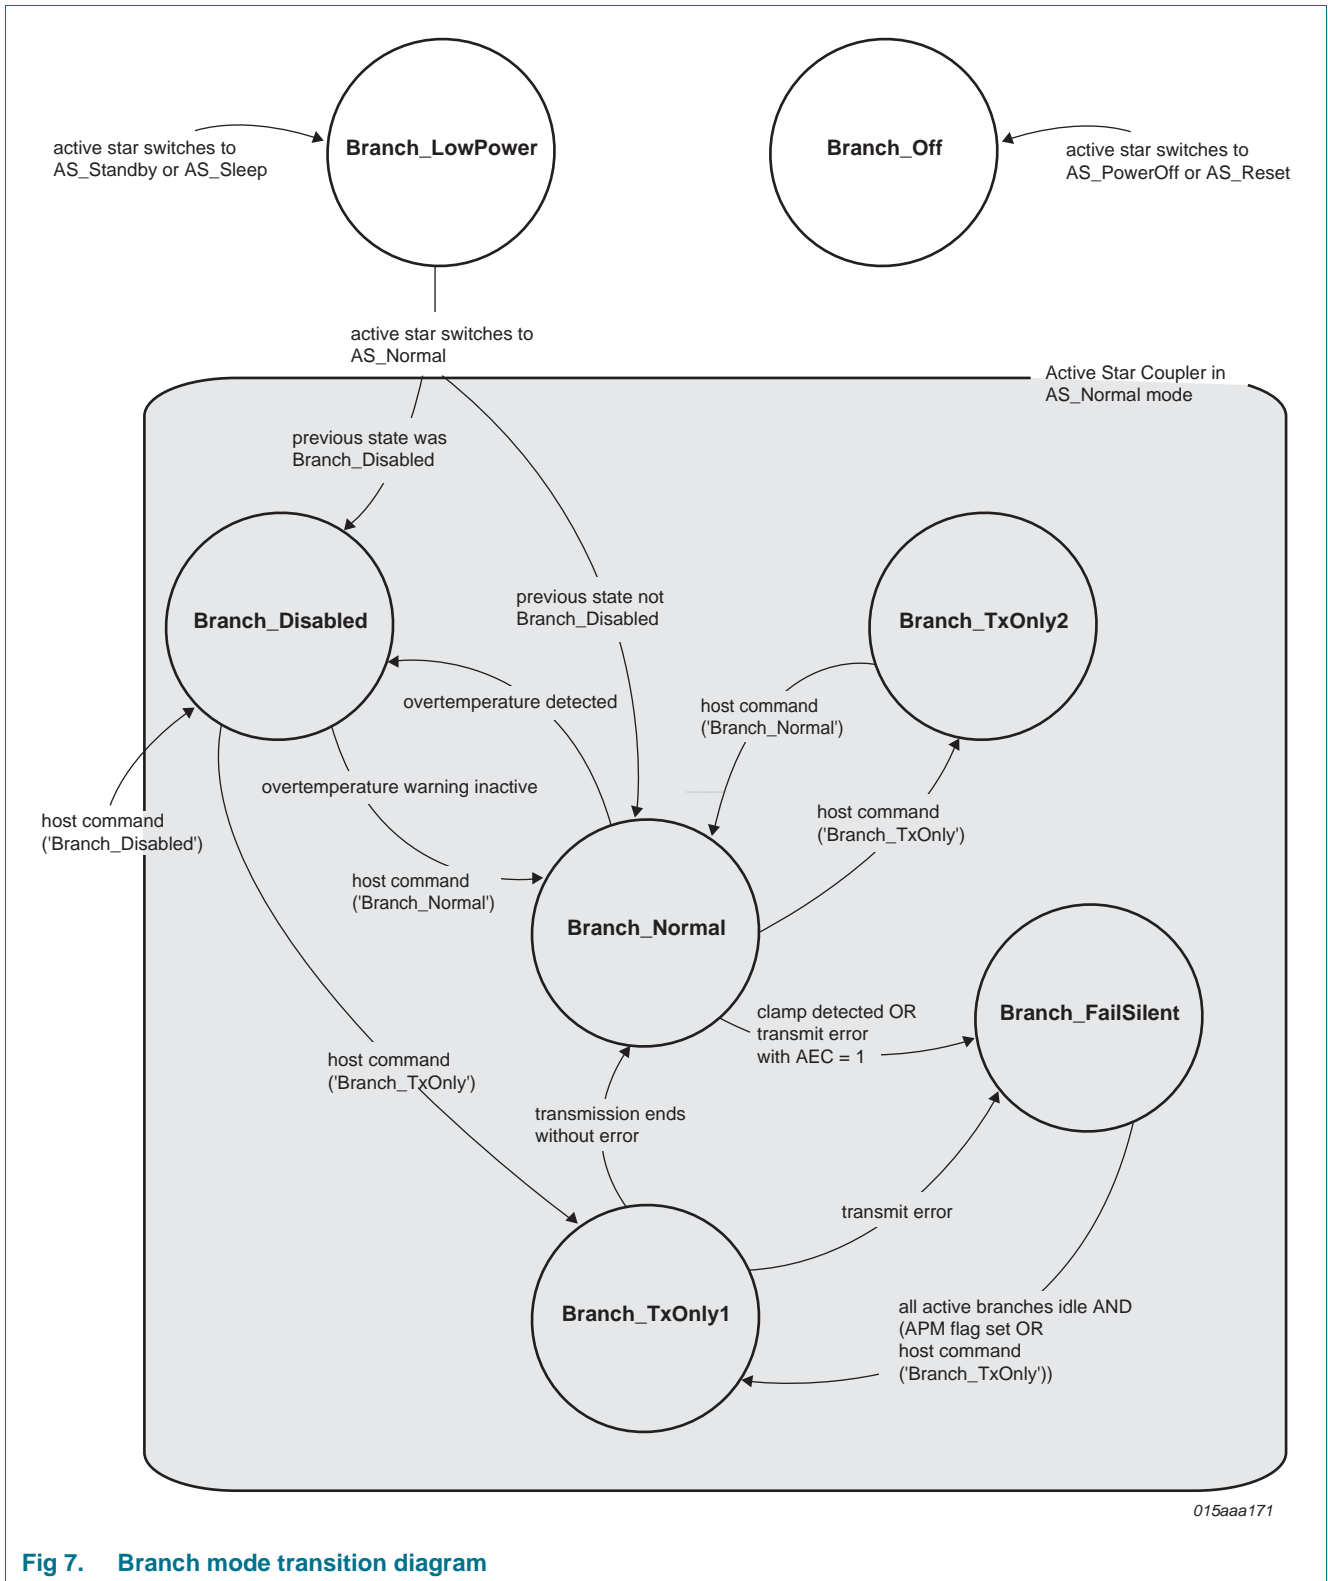 Branch_LowPower
Branch_Off
active star switches to
AS_Standby or AS_Sleep
active star switches to
AS_PowerOff or AS_Reset
active star switches to
AS_Normal
Active Star Coupler in
AS_Normal mode
previous state was
Branch_Disabled
previous state not
Branch_Disabled
Branch_Disabled
Branch_TxOnly2
overtemperature detected
host command
('Branch_Normal')
overtemperature warning inactive
host command
('Branch_Disabled')
host command
('Branch_TxOnly')
host command
('Branch_Normal')
Branch_Normal
clamp detected OR
transmit error
with AEC = 1
Branch_FailSilent
host command
('Branch_TxOnly')
transmission ends
without error
transmit error
Branch_TxOnly1
all active branches idle AND
(APM flag set OR
host command
('Branch_TxOnly'))
015aaa171
Fig 7. Branch mode transition diagram